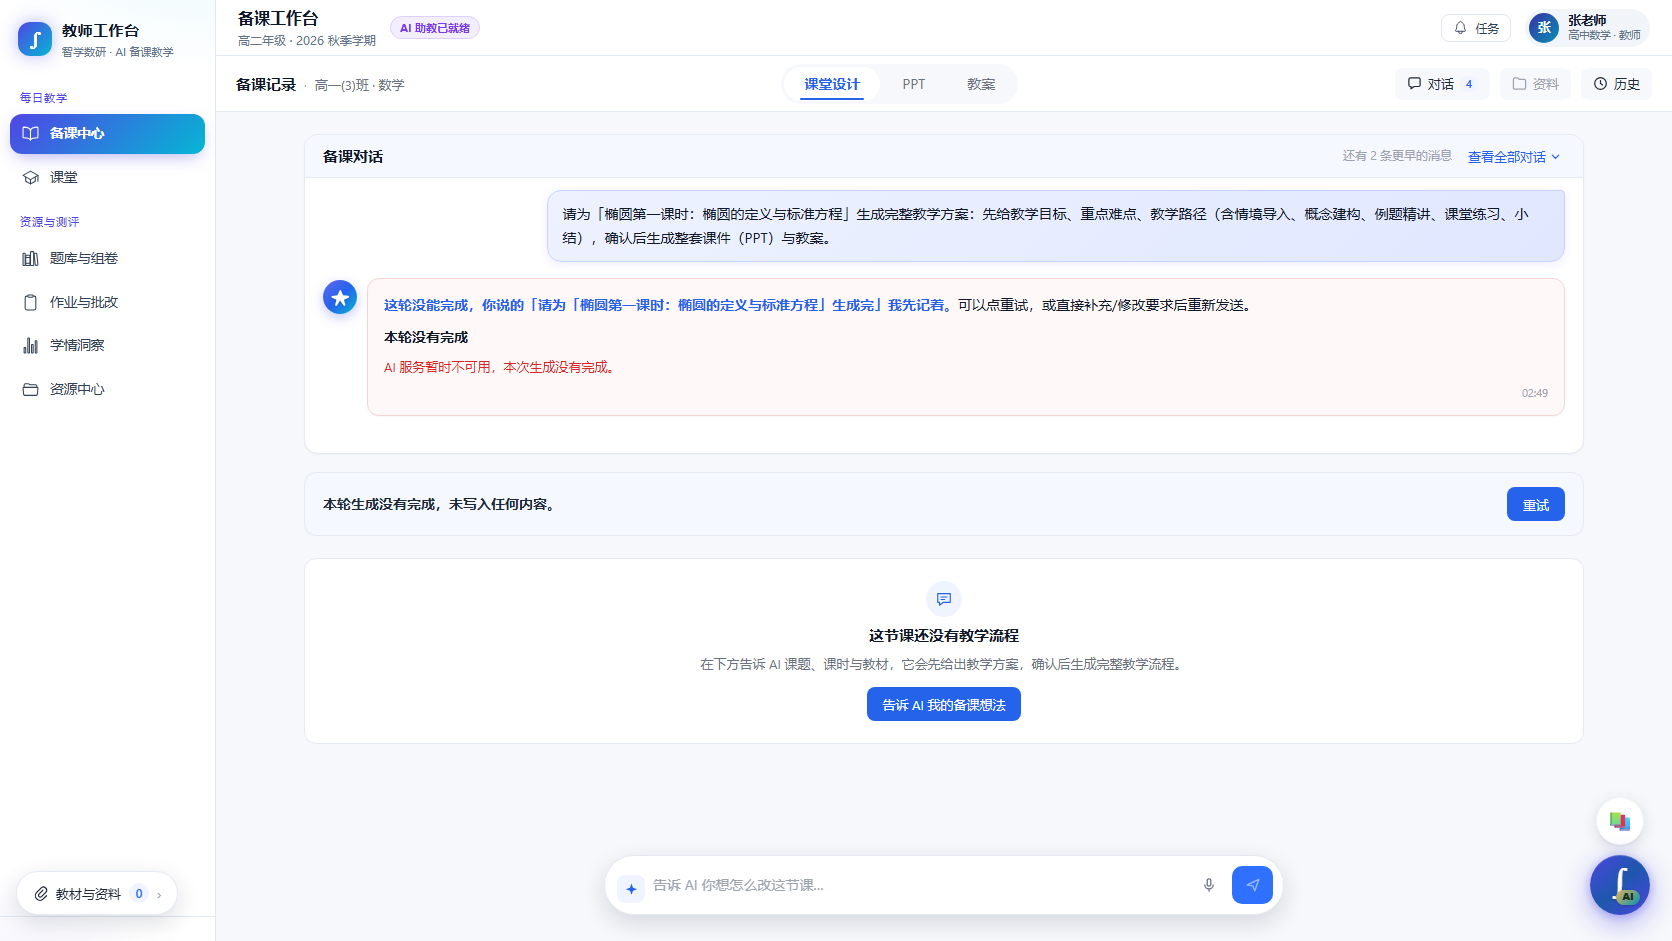 教师工作台
智学数研 · AI 备课教学
每日教学
备课中心
课堂
资源与测评
题库与组卷
作业与批改
学情洞察
资源中心
教材与资料 0 ›
备课工作台
高二年级 · 2026 秋季学期
AI 助教已就绪
任务
张
张老师
高中数学 · 教师
备课记录 · 高一(3)班 · 数学
课堂设计
PPT
教案
对话 4
资料
历史
备课对话
还有 2 条更早的消息
查看全部对话
请为「椭圆第一课时：椭圆的定义与标准方程」生成完整教学方案：先给教学目标、重点难点、教学路径（含情境导入、概念建构、例题精讲、课堂练习、小
结），确认后生成整套课件（PPT）与教案。
这轮没能完成，你说的「请为「椭圆第一课时：椭圆的定义与标准方程」生成完」我先记着。可以点重试，或直接补充/修改要求后重新发送。
本轮没有完成
AI 服务暂时不可用，本次生成没有完成。
02:49
本轮生成没有完成，未写入任何内容。
重试
这节课还没有教学流程
在下方告诉 AI 课题、课时与教材，它会先给出教学方案，确认后生成完整教学流程。
告诉 AI 我的备课想法
告诉 AI 你想怎么改这节课...
AI